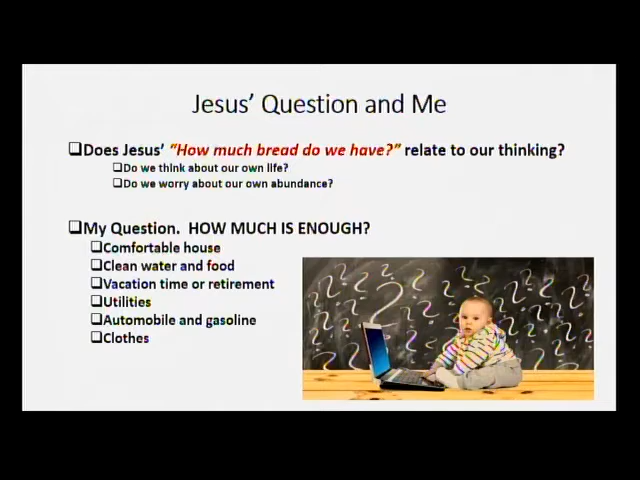 Jesus' Question and Me
❑Does Jesus' "How much bread do we have?" relate to our thinking?
❑Do we think about our own life?
❑Do we worry about our own abundance?
❑My Question. HOW MUCH IS ENOUGH?
❑Comfortable house
❑Clean water and food
❑Vacation time or retirement
❑Utilities
❑Automobile and gasoline
❑Clothes